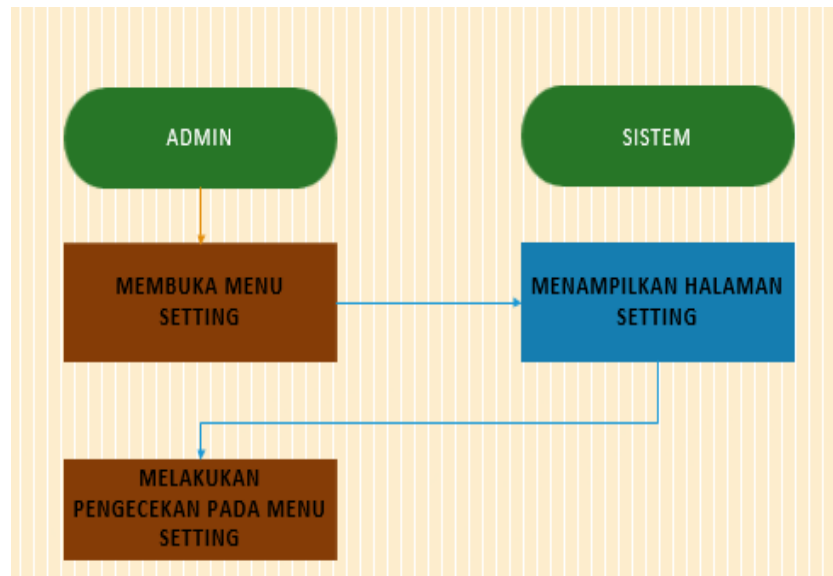 ADMIN
SISTEM
MEMBUKA MENU
SETTING
MENAMPILKAN HALAMAN
SETTING
MELAKUKAN
PENGECEKAN PADA MENU
SETTING